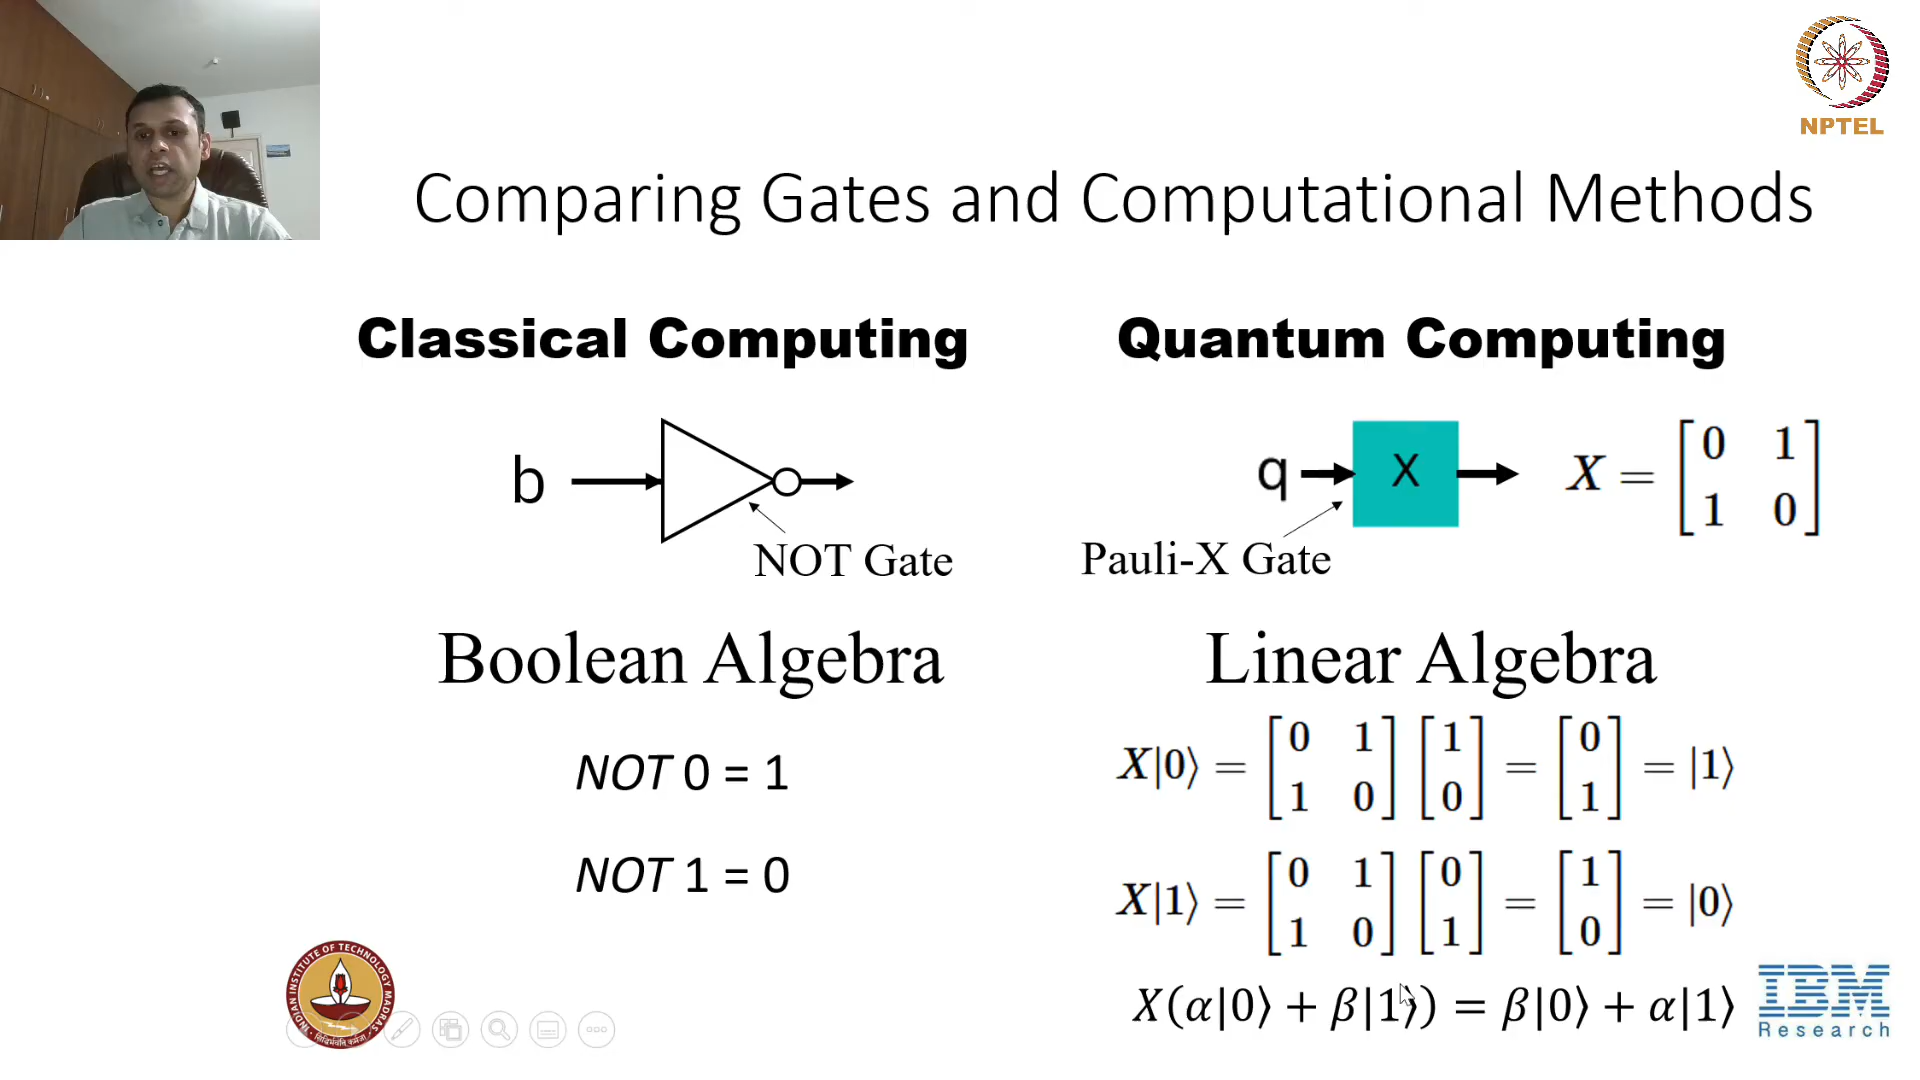 NPTEL
Comparing Gates and Computational Methods
Classical Computing
b
NOT Gate
Boolean Algebra
NOT 0 = 1
NOT 1 = 0
Quantum Computing
q X X = [0 1; 1 0]
Pauli-X Gate
Linear Algebra
X|0⟩ = [0 1; 1 0] [1; 0] = [0; 1] = |1⟩
X|1⟩ = [0 1; 1 0] [0; 1] = [1; 0] = |0⟩
X(α|0⟩ + β|1⟩) = β|0⟩ + α|1⟩
INDIAN INSTITUTE OF TECHNOLOGY MADRAS
IBM
Research